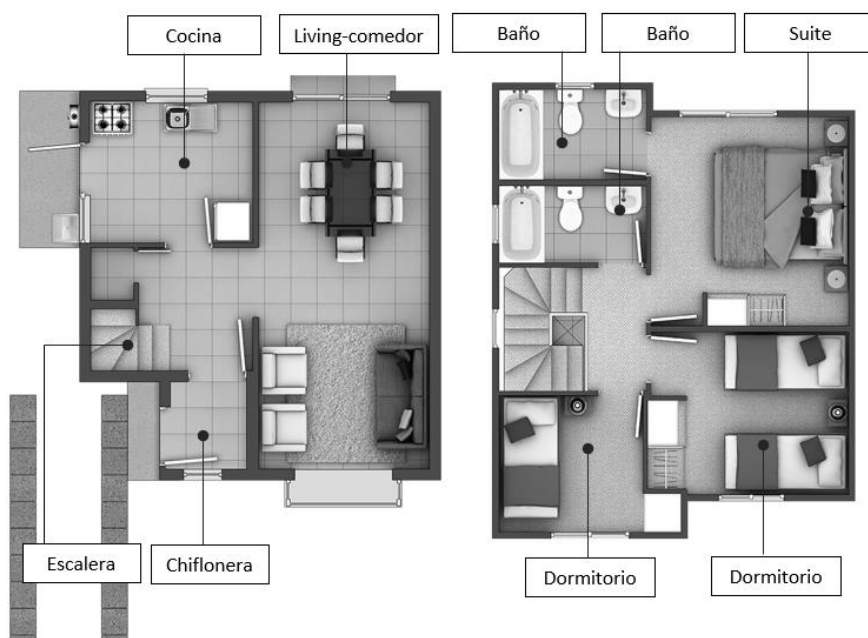 Cocina
Living-comedor
Baño
Baño
Suite
Escalera
Chiflonera
Dormitorio
Dormitorio